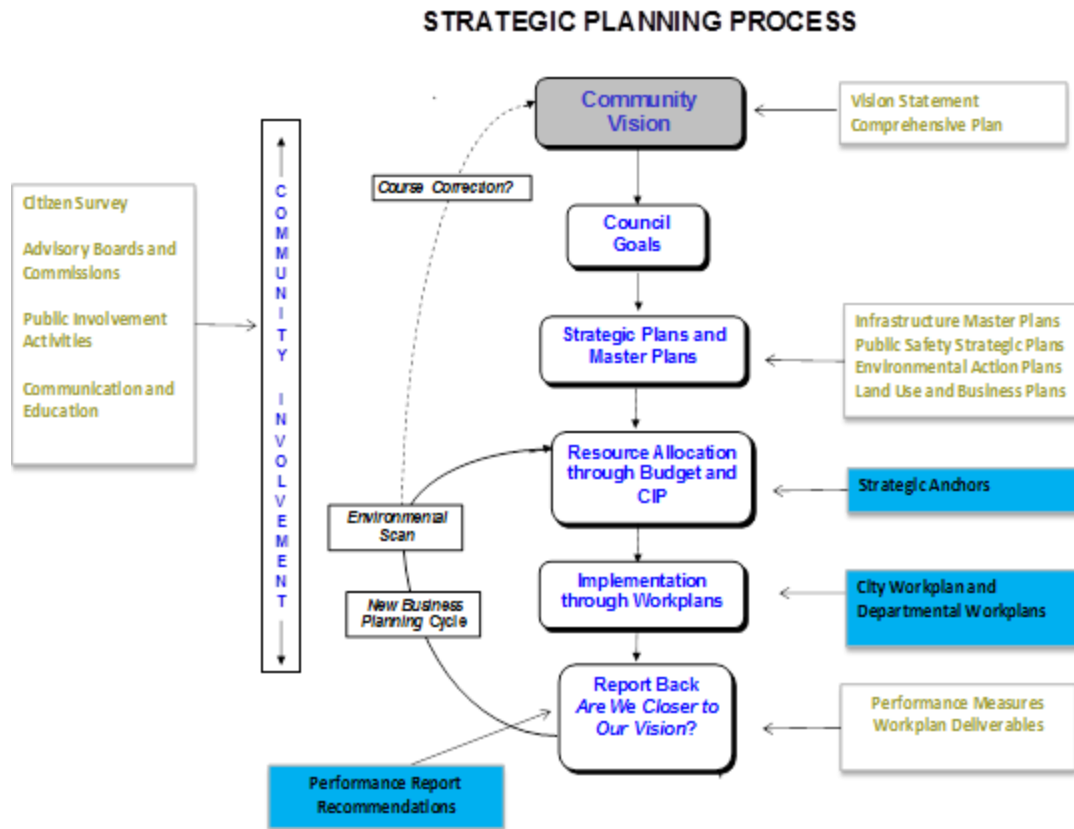 STRATEGIC PLANNING PROCESS
Community
Vision
Vision Statement
Comprehensive Plan
Course Correction?
COMMUNITY INVOLVEMENT
Citizen Survey
Advisory Boards and
Commissions
Public Involvement
Activities
Communication and
Education
Council
Goals
Strategic Plans and
Master Plans
Infrastructure Master Plans
Public Safety Strategic Plans
Environmental Action Plans
Land Use and Business Plans
Resource Allocation
through Budget and
CIP
Strategic Anchors
Environmental
Scan
Implementation
through Workplans
City Workplan and
Departmental Workplans
New Business
Planning Cycle
Report Back
Are We Closer to
Our Vision?
Performance Measures
Workplan Deliverables
Performance Report
Recommendations